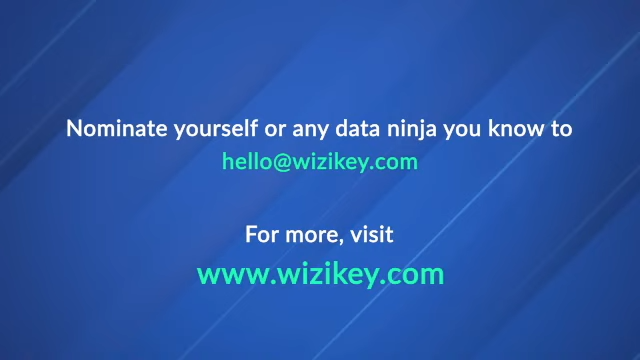 Nominate yourself or any data ninja you know to
hello@wizikey.com
For more, visit
www.wizikey.com